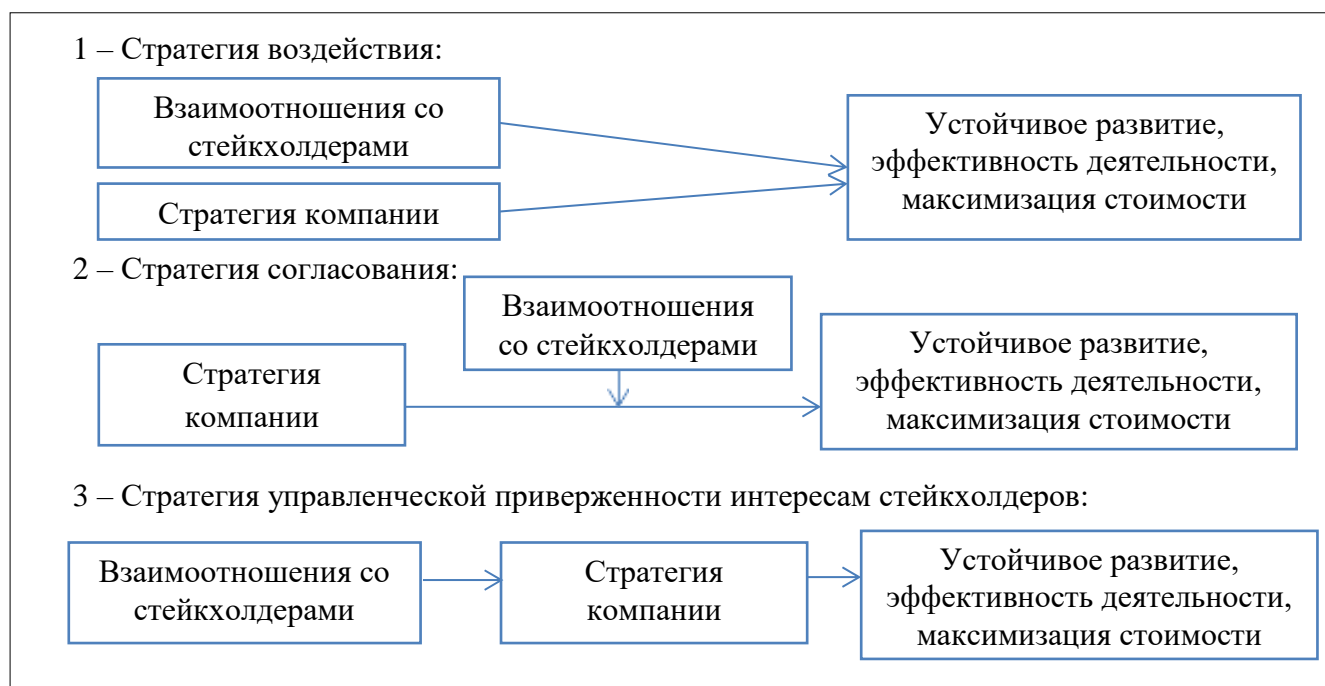 1 – Стратегия воздействия:
Взаимоотношения со
стейкхолдерами
Стратегия компании
Устойчивое развитие,
эффективность деятельности,
максимизация стоимости
2 – Стратегия согласования:
Взаимоотношения
со стейкхолдерами
Стратегия
компании
Устойчивое развитие,
эффективность деятельности,
максимизация стоимости
3 – Стратегия управленческой приверженности интересам стейкхолдеров:
Взаимоотношения со
стейкхолдерами
Стратегия
компании
Устойчивое развитие,
эффективность деятельности,
максимизация стоимости